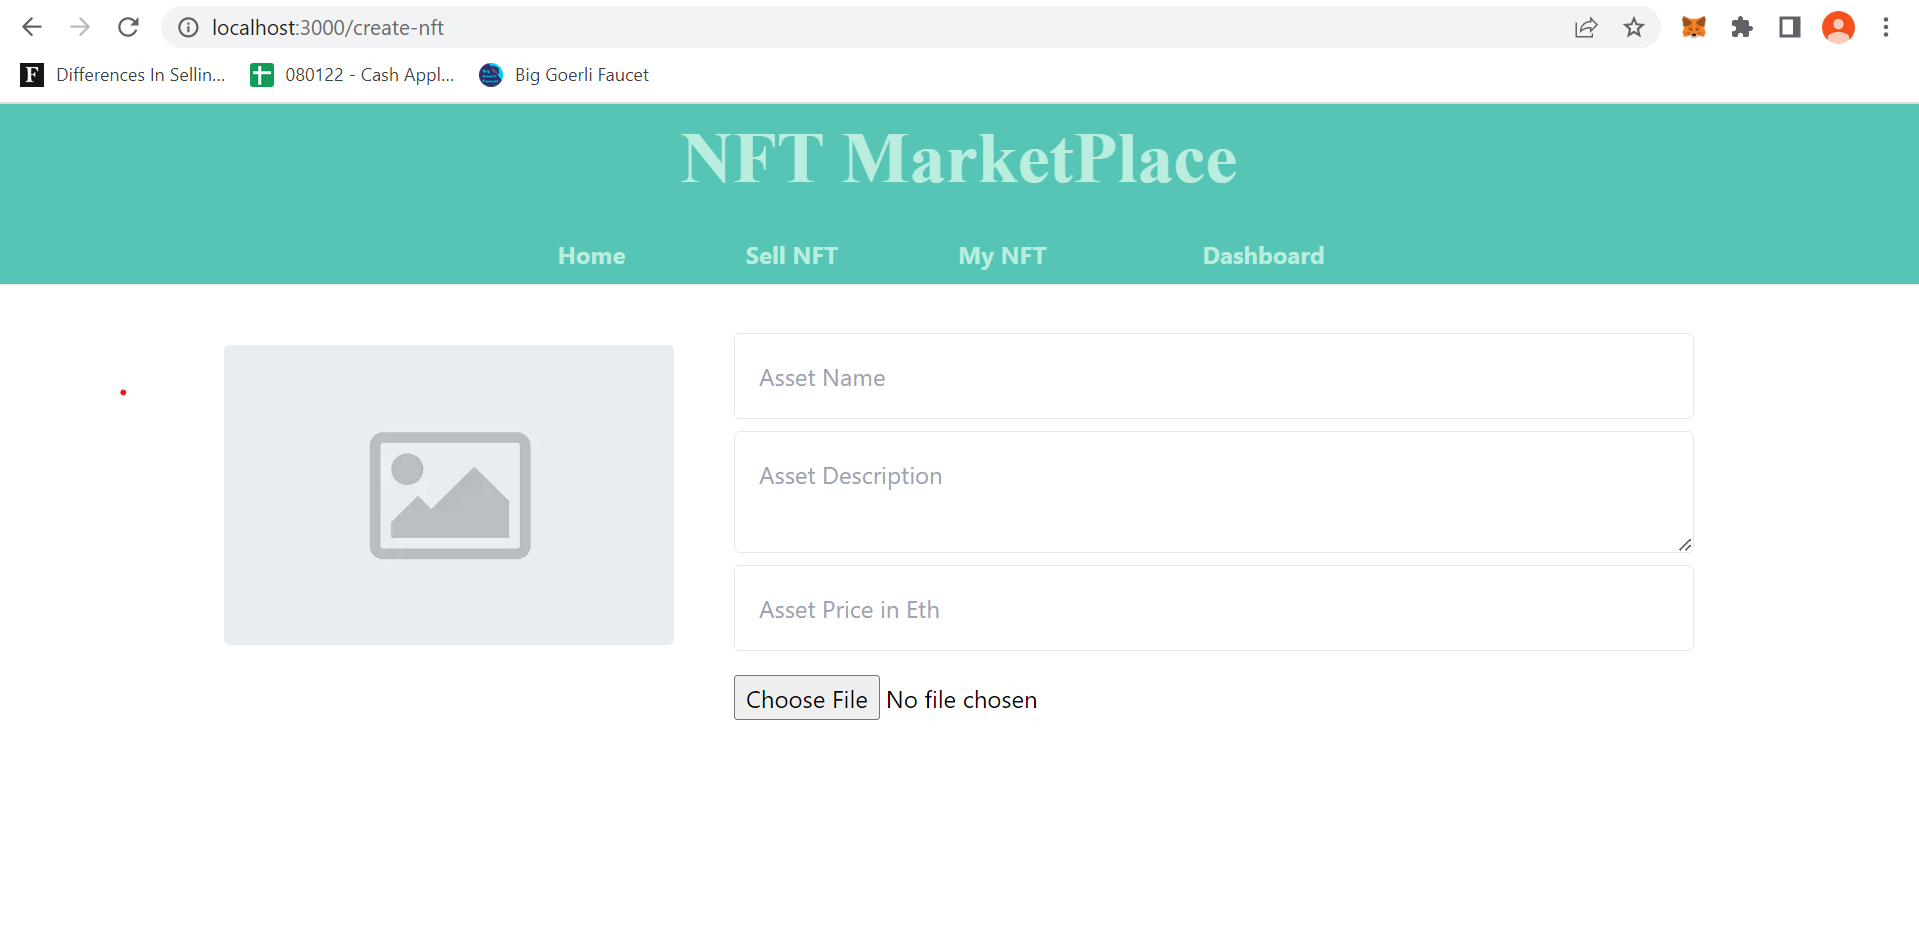 localhost:3000/create-nft
F Differences In Sellin... 080122 - Cash Appl... Big Goerli Faucet
NFT MarketPlace
Home Sell NFT My NFT Dashboard
Asset Name
Asset Description
Asset Price in Eth
Choose File No file chosen